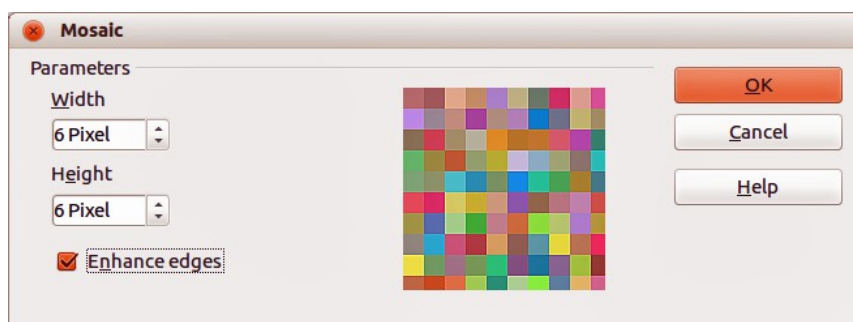 Mosaic
Parameters
Width
6 Pixel
Height
6 Pixel
Enhance edges
OK
Cancel
Help